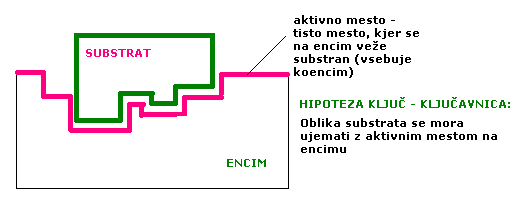 aktivno mesto -
tisto mesto, kjer se
na encim veže
substran (vsebuje
koencim)
SUBSTRAT
HIPOTEZA KLJUČ - KLJUČAVNICA:
Oblika substrata se mora
ujemati z aktivnim mestom na
encimu
ENCIM